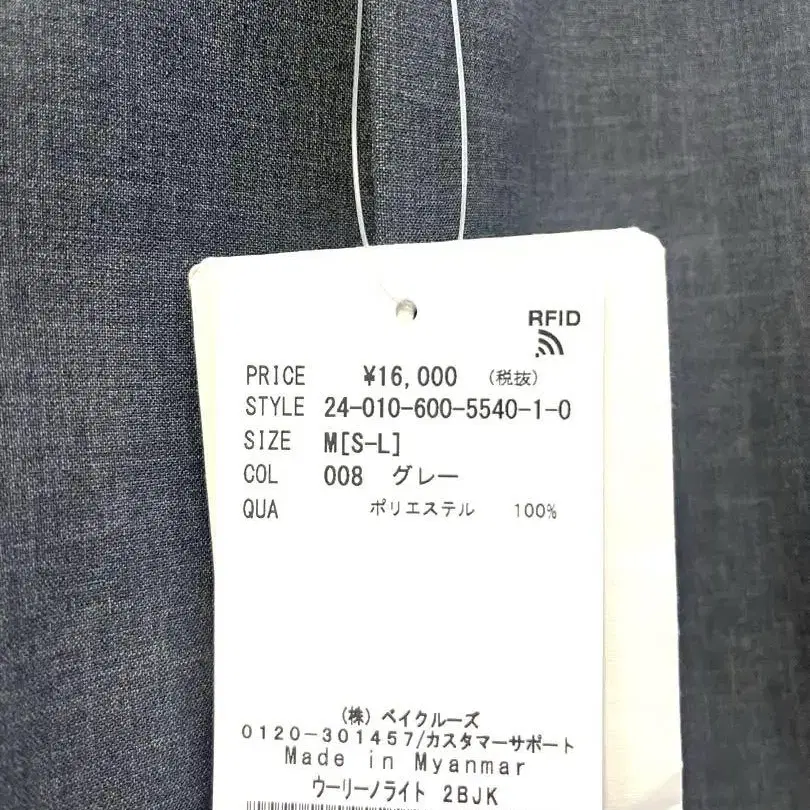 RFID
PRICE ¥16,000 (税抜)
STYLE 24-010-600-5540-1-0
SIZE M[S-L]
COL 008 グレー
QUA ポリエステル 100%
(株) ベイクルーズ
0120-301457/カスタマーサポート
Made in Myanmar
ウーリーノライト 2BJK